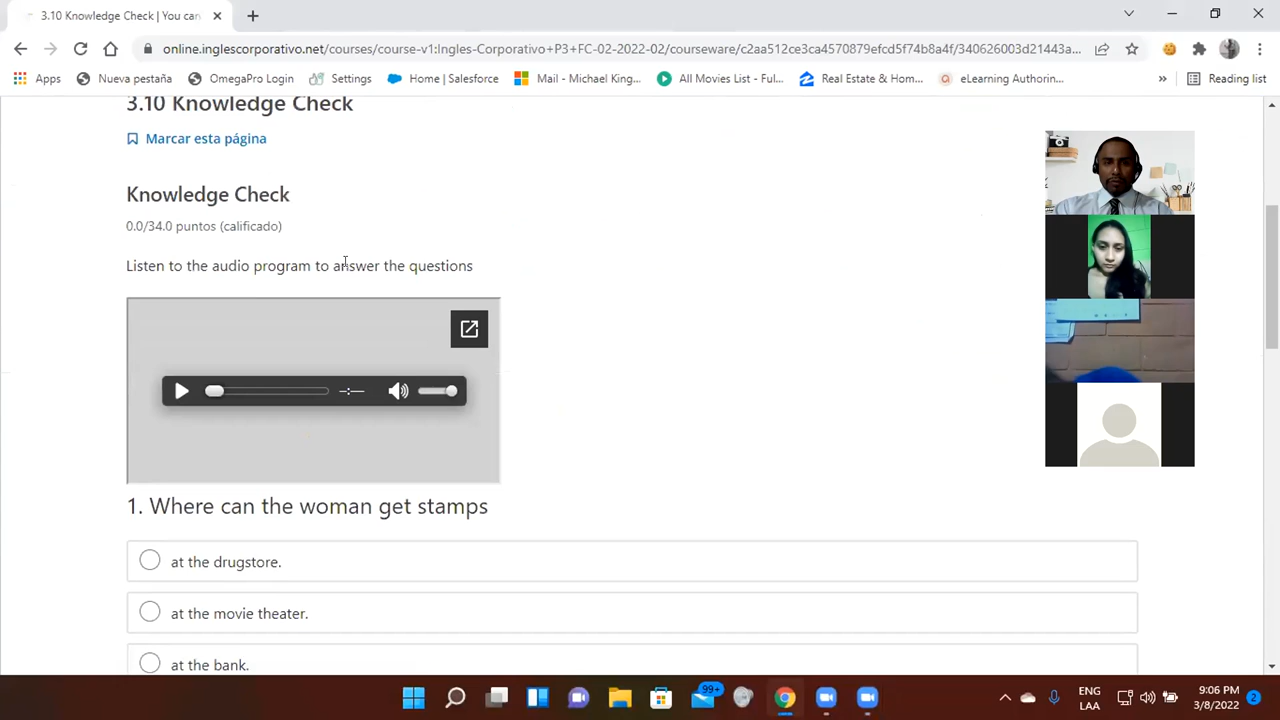 3.10 Knowledge Check | You can
online.inglescorporativo.net/courses/course-v1:Ingles-Corporativo+P3+FC-02-2022-02/courseware/c2aa512ce3ca4570879efcd5f74b8a4f/340626003d21443a...
Apps
Nueva pestaña
OmegaPro Login
Settings
Home | Salesforce
Mail - Michael King...
All Movies List - Ful...
Real Estate & Hom...
eLearning Authorin...
»
Reading list
3.10 Knowledge Check
Marcar esta página
Knowledge Check
0.0/34.0 puntos (calificado)
Listen to the audio program to answer the questions
-:--
1. Where can the woman get stamps
at the drugstore.
at the movie theater.
at the bank.
99+
ENG
LAA
9:06 PM
3/8/2022
2